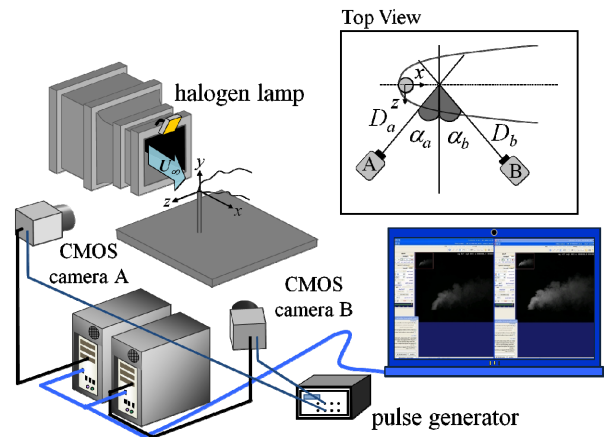 Top View
halogen lamp
x
z
D_a
α_a
α_b
D_b
A
B
U_∞
y
z
x
CMOS
camera A
CMOS
camera B
pulse generator